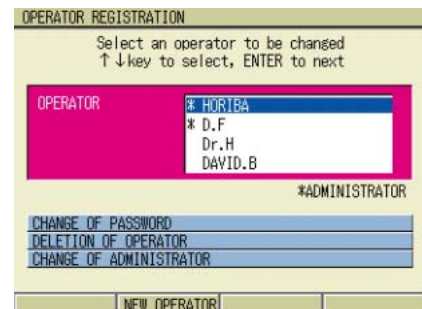 OPERATOR REGISTRATION
Select an operator to be changed
↑↓key to select, ENTER to next
OPERATOR
* HORIBA
* D.F
Dr.H
DAVID.B
*ADMINISTRATOR
CHANGE OF PASSWORD
DELETION OF OPERATOR
CHANGE OF ADMINISTRATOR
NEW OPERATOR